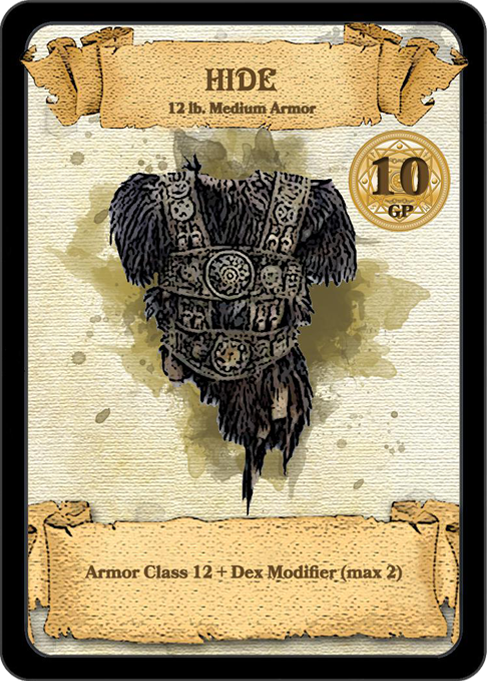 HIDE
12 lb. Medium Armor
10
GP
Armor Class 12 + Dex Modifier (max 2)